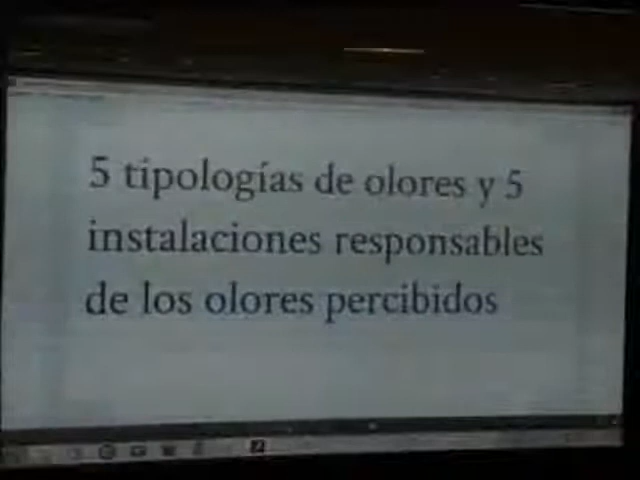 5 tipologías de olores y 5
instalaciones responsables
de los olores percibidos